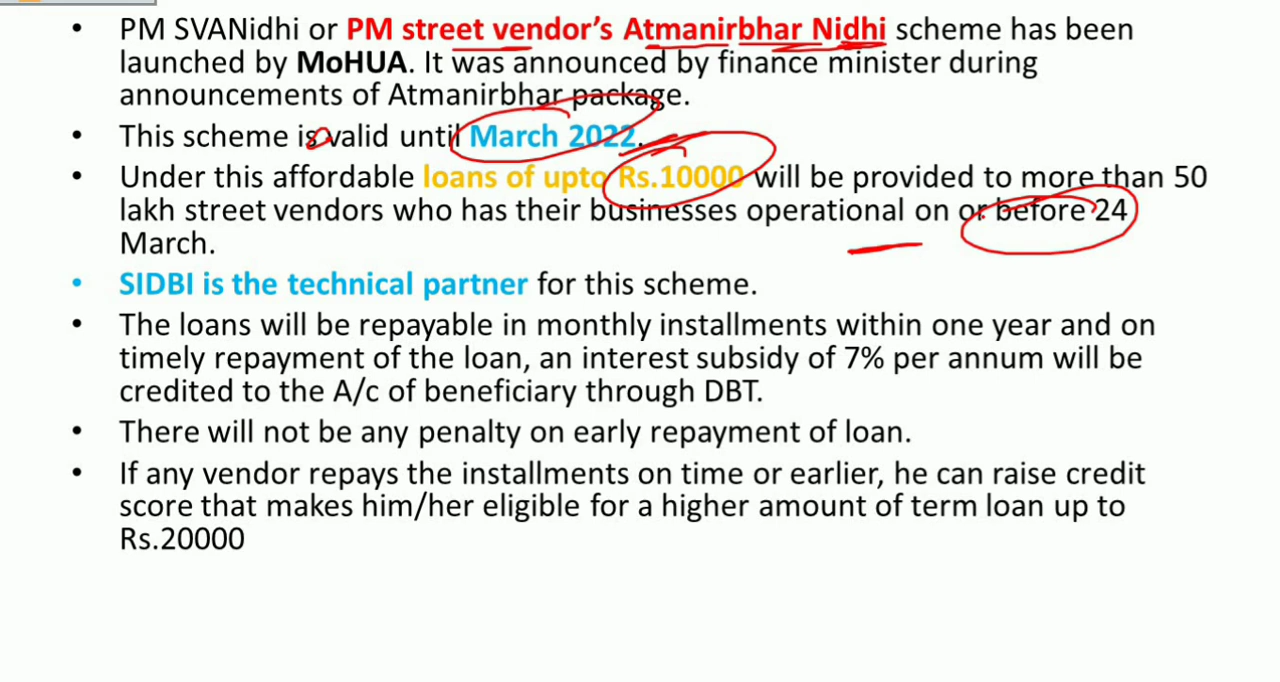 • PM SVANidhi or PM street vendor's Atmanirbhar Nidhi scheme has been
launched by MoHUA. It was announced by finance minister during
announcements of Atmanirbhar package.
• This scheme is valid until March 2022.
• Under this affordable loans of upto Rs.10000 will be provided to more than 50
lakh street vendors who has their businesses operational on or before 24
March.
• SIDBI is the technical partner for this scheme.
• The loans will be repayable in monthly installments within one year and on
timely repayment of the loan, an interest subsidy of 7% per annum will be
credited to the A/c of beneficiary through DBT.
• There will not be any penalty on early repayment of loan.
• If any vendor repays the installments on time or earlier, he can raise credit
score that makes him/her eligible for a higher amount of term loan up to
Rs.20000